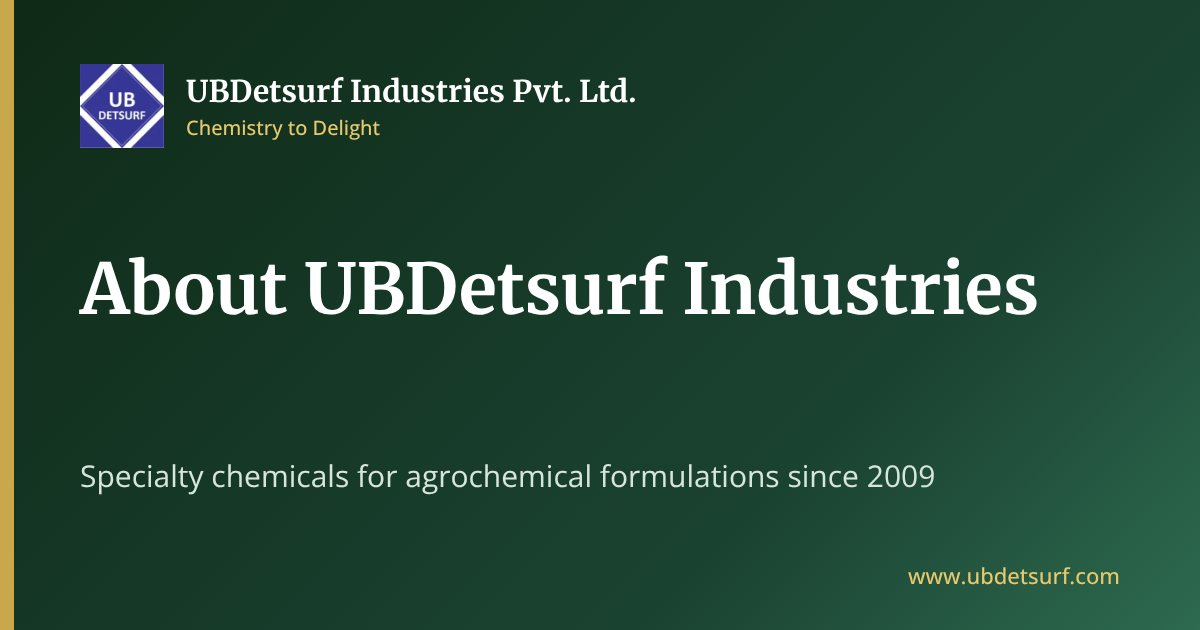 UB
DETSURF
UBDetsurf Industries Pvt. Ltd.
Chemistry to Delight
About UBDetsurf Industries
Specialty chemicals for agrochemical formulations since 2009
www.ubdetsurf.com